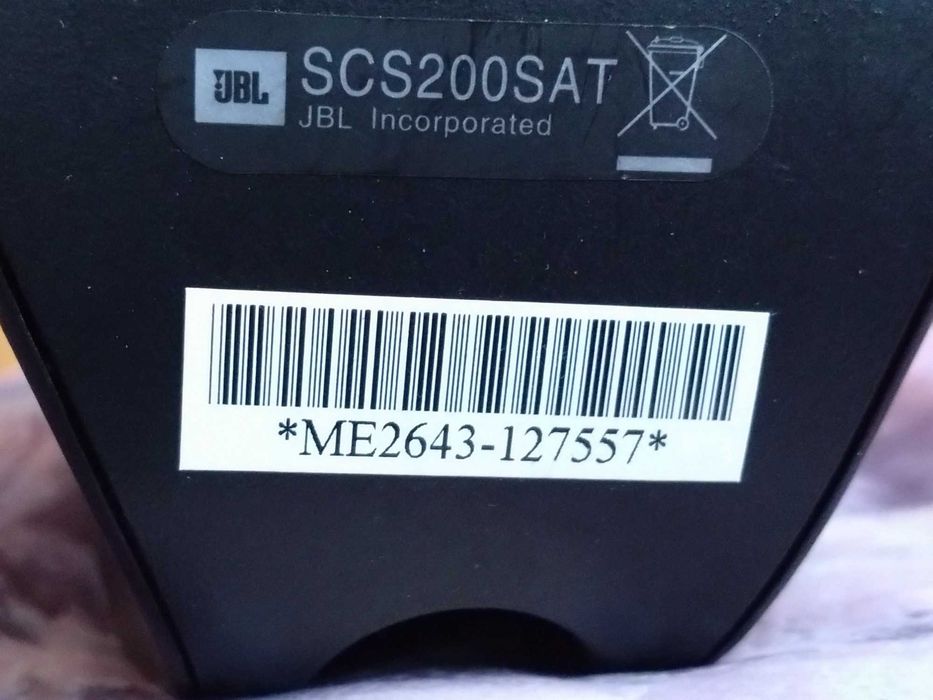 JBL SCS200SAT
JBL Incorporated
*ME2643-127557*